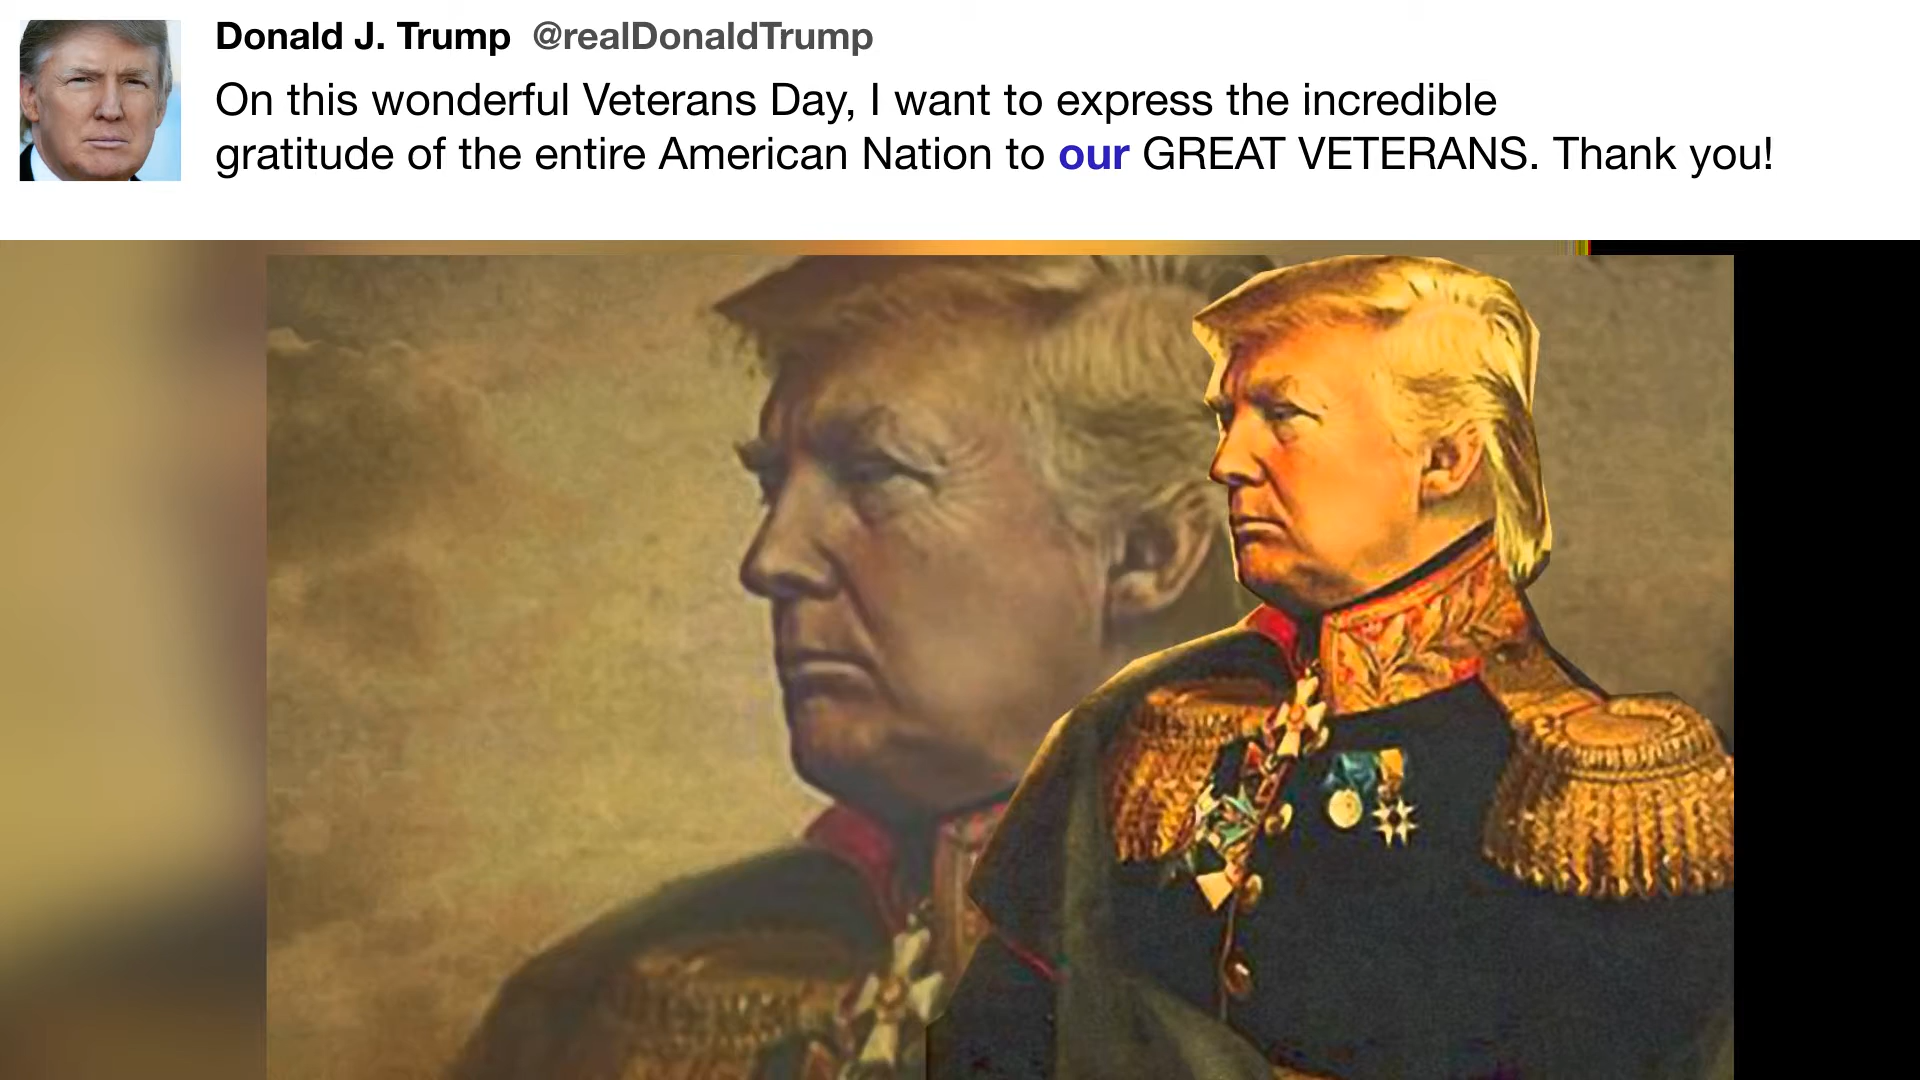 Donald J. Trump @realDonaldTrump
On this wonderful Veterans Day, I want to express the incredible
gratitude of the entire American Nation to our GREAT VETERANS. Thank you!